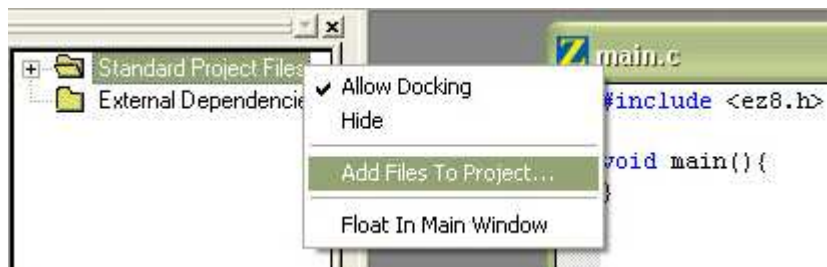 Standard Project Files
External Dependencie
Allow Docking
Hide
Add Files To Project...
Float In Main Window
Z main.c
#include <ez8.h>
void main(){
}